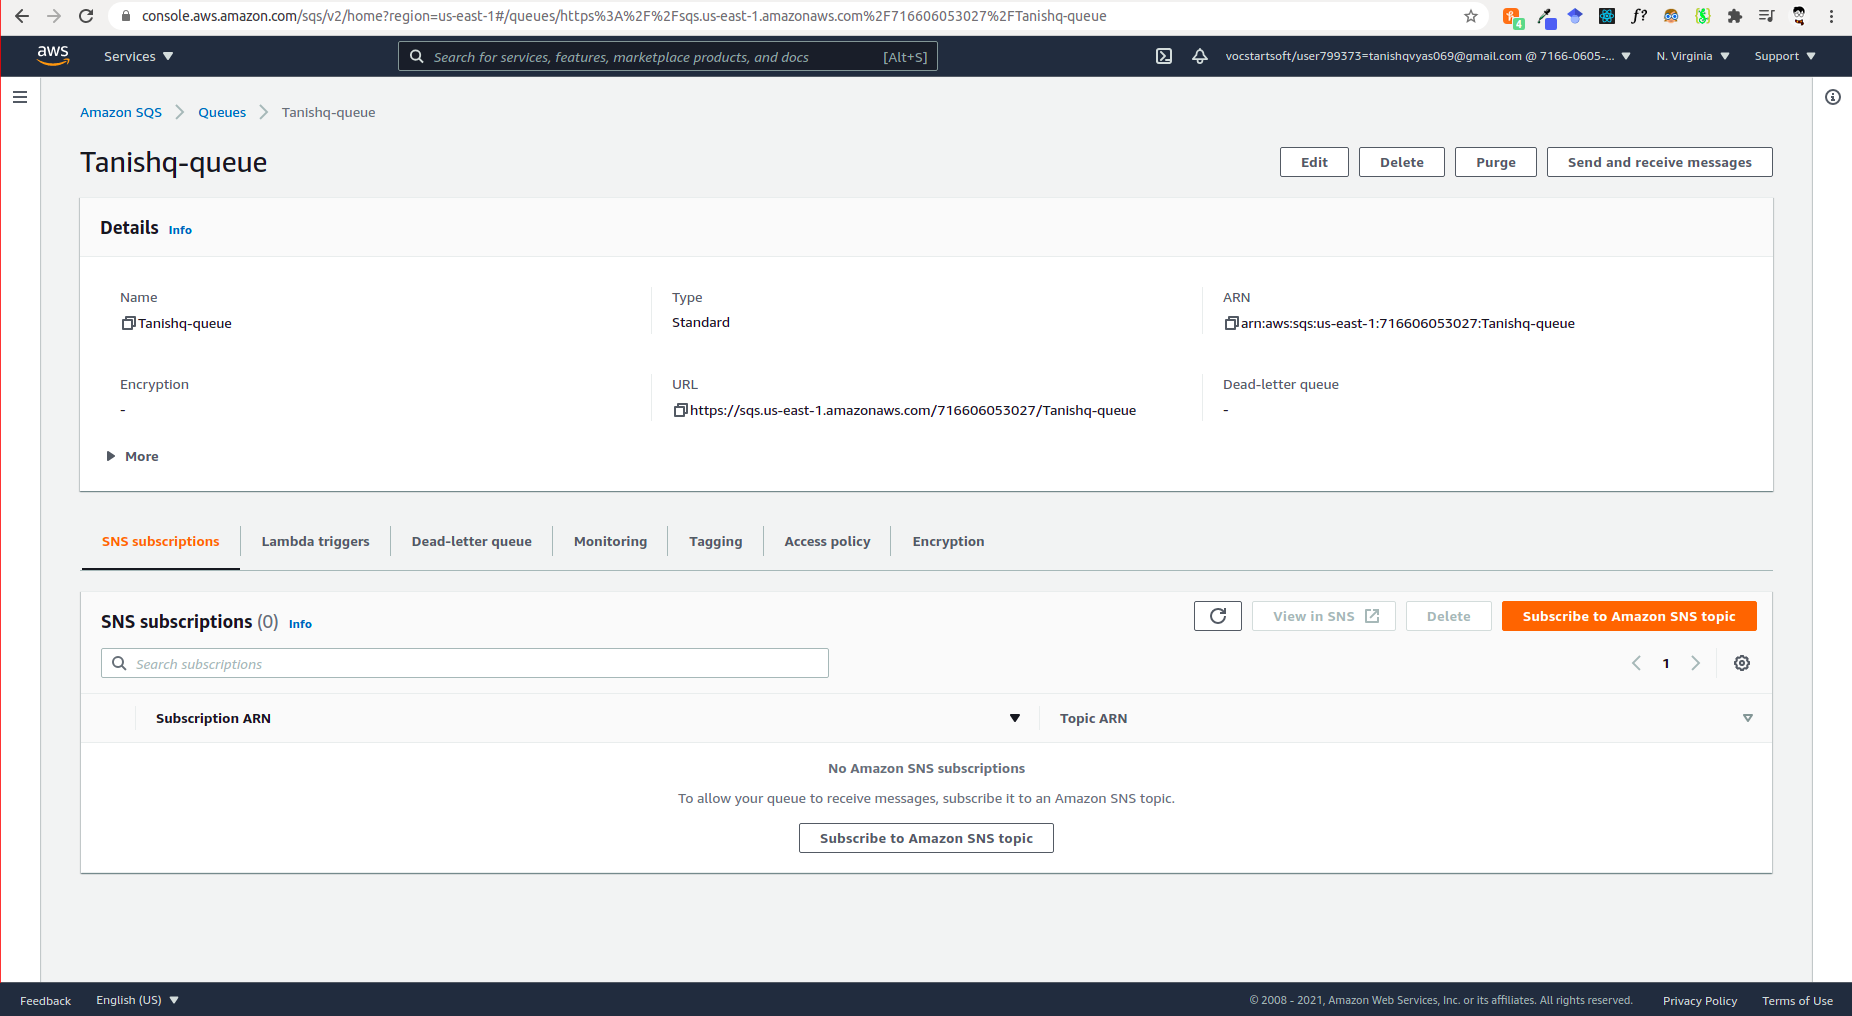 console.aws.amazon.com/sqs/v2/home?region=us-east-1#/queues/https%3A%2F%2Fsqs.us-east-1.amazonaws.com%2F716606053027%2FTanishq-queue
4
f?
aws
Services
Search for services, features, marketplace products, and docs [Alt+S]
vocstartsoft/user799373=tanishqvyas069@gmail.com @ 7166-0605-...
N. Virginia
Support
Amazon SQS
Queues
Tanishq-queue
Tanishq-queue
Edit
Delete
Purge
Send and receive messages
Details Info
Name
Type
ARN
Tanishq-queue
Standard
arn:aws:sqs:us-east-1:716606053027:Tanishq-queue
Encryption
URL
Dead-letter queue
-
https://sqs.us-east-1.amazonaws.com/716606053027/Tanishq-queue
-
More
SNS subscriptions
Lambda triggers
Dead-letter queue
Monitoring
Tagging
Access policy
Encryption
SNS subscriptions (0) Info
View in SNS
Delete
Subscribe to Amazon SNS topic
Search subscriptions
1
Subscription ARN
Topic ARN
No Amazon SNS subscriptions
To allow your queue to receive messages, subscribe it to an Amazon SNS topic.
Subscribe to Amazon SNS topic
Feedback
English (US)
© 2008 - 2021, Amazon Web Services, Inc. or its affiliates. All rights reserved.
Privacy Policy
Terms of Use